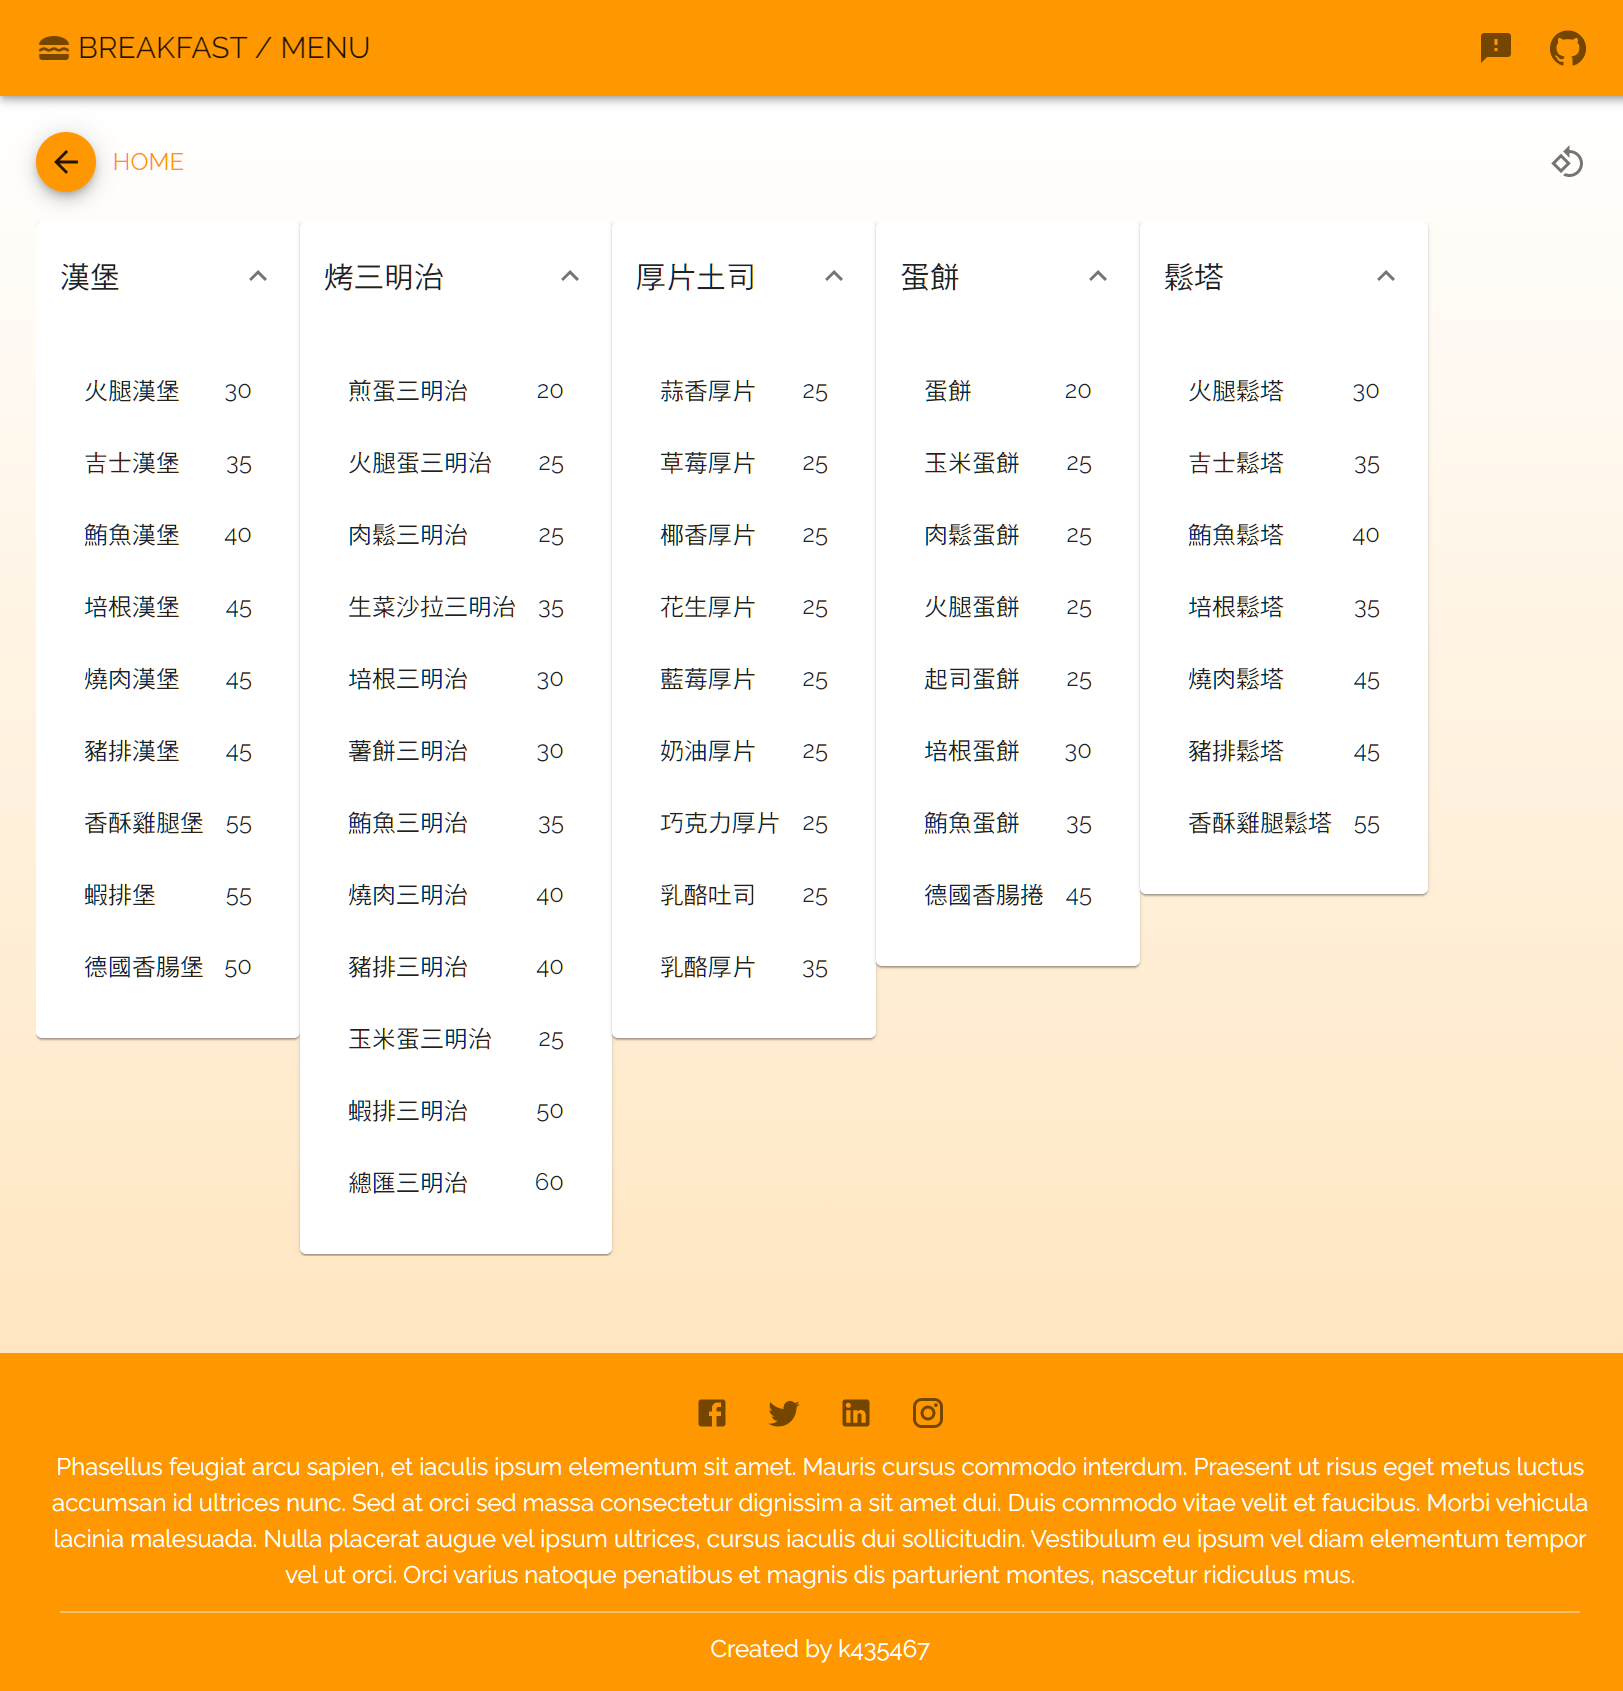 BREAKFAST / MENU
HOME
漢堡
火腿漢堡 30
吉士漢堡 35
鮪魚漢堡 40
培根漢堡 45
燒肉漢堡 45
豬排漢堡 45
香酥雞腿堡 55
蝦排堡 55
德國香腸堡 50
烤三明治
煎蛋三明治 20
火腿蛋三明治 25
肉鬆三明治 25
生菜沙拉三明治 35
培根三明治 30
薯餅三明治 30
鮪魚三明治 35
燒肉三明治 40
豬排三明治 40
玉米蛋三明治 25
蝦排三明治 50
總匯三明治 60
厚片土司
蒜香厚片 25
草莓厚片 25
椰香厚片 25
花生厚片 25
藍莓厚片 25
奶油厚片 25
巧克力厚片 25
乳酪吐司 25
乳酪厚片 35
蛋餅
蛋餅 20
玉米蛋餅 25
肉鬆蛋餅 25
火腿蛋餅 25
起司蛋餅 25
培根蛋餅 30
鮪魚蛋餅 35
德國香腸捲 45
鬆塔
火腿鬆塔 30
吉士鬆塔 35
鮪魚鬆塔 40
培根鬆塔 35
燒肉鬆塔 45
豬排鬆塔 45
香酥雞腿鬆塔 55
Phasellus feugiat arcu sapien, et iaculis ipsum elementum sit amet. Mauris cursus commodo interdum. Praesent ut risus eget metus luctus
accumsan id ultrices nunc. Sed at orci sed massa consectetur dignissim a sit amet dui. Duis commodo vitae velit et faucibus. Morbi vehicula
lacinia malesuada. Nulla placerat augue vel ipsum ultrices, cursus iaculis dui sollicitudin. Vestibulum eu ipsum vel diam elementum tempor
vel ut orci. Orci varius natoque penatibus et magnis dis parturient montes, nascetur ridiculus mus.
Created by k435467